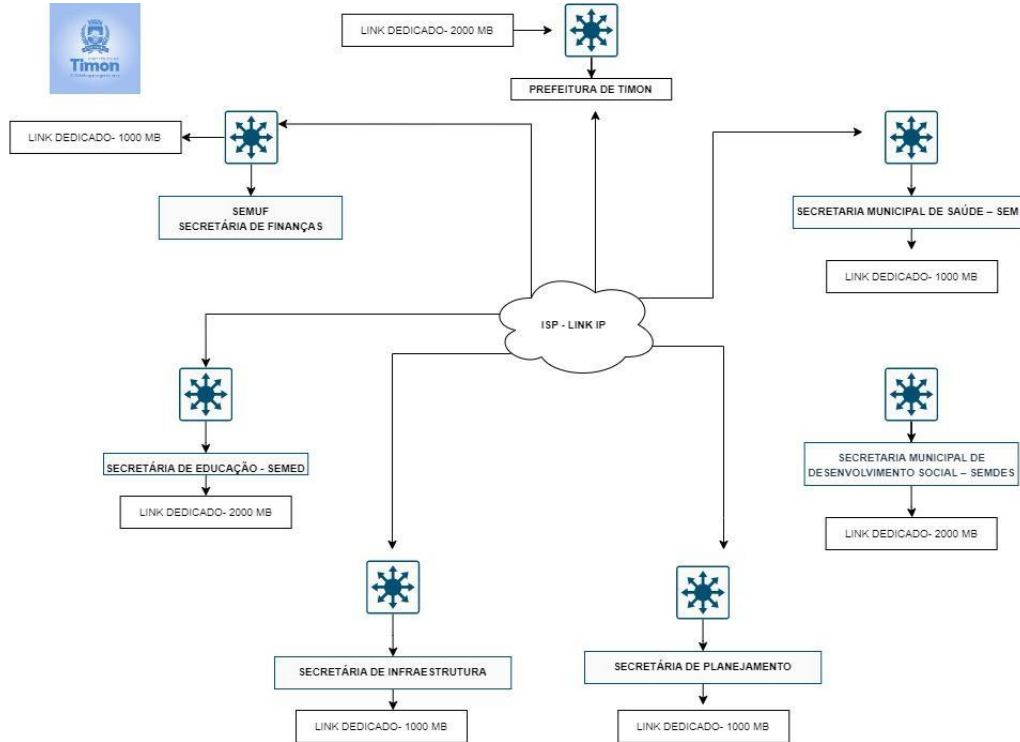 LINK DEDICADO- 2000 MB
Timon
PREFEITURA DE TIMON
LINK DEDICADO- 1000 MB
SEMUF
SECRETÁRIA DE FINANÇAS
SECRETARIA MUNICIPAL DE SAÚDE – SEM
LINK DEDICADO- 1000 MB
ISP - LINK IP
SECRETÁRIA DE EDUCAÇÃO - SEMED
LINK DEDICADO- 2000 MB
SECRETARIA MUNICIPAL DE
DESENVOLVIMENTO SOCIAL – SEMDES
LINK DEDICADO- 2000 MB
SECRETÁRIA DE INFRAESTRUTURA
LINK DEDICADO- 1000 MB
SECRETÁRIA DE PLANEJAMENTO
LINK DEDICADO- 1000 MB